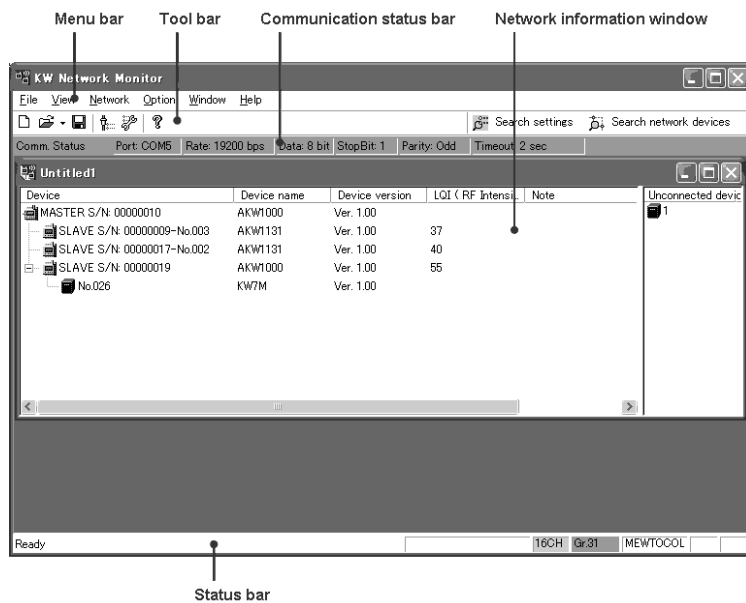 Menu bar Tool bar Communication status bar Network information window
KW Network Monitor
File View Network Option Window Help
Search settings Search network devices
Comm. Status Port: COM5 Rate: 19200 bps Data: 8 bit StopBit: 1 Parity: Odd Timeout: 2 sec
Untitled1
Device Device name Device version LQI ( RF Intensi... Note Unconnected devic
MASTER S/N: 00000010 AKW1000 Ver. 1.00 1
SLAVE S/N: 00000009-No.003 AKW1131 Ver. 1.00 37
SLAVE S/N: 00000017-No.002 AKW1131 Ver. 1.00 40
SLAVE S/N: 00000019 AKW1000 Ver. 1.00 55
No.026 KW7M Ver. 1.00
Ready 16CH Gr.31 MEWTOCOL
Status bar